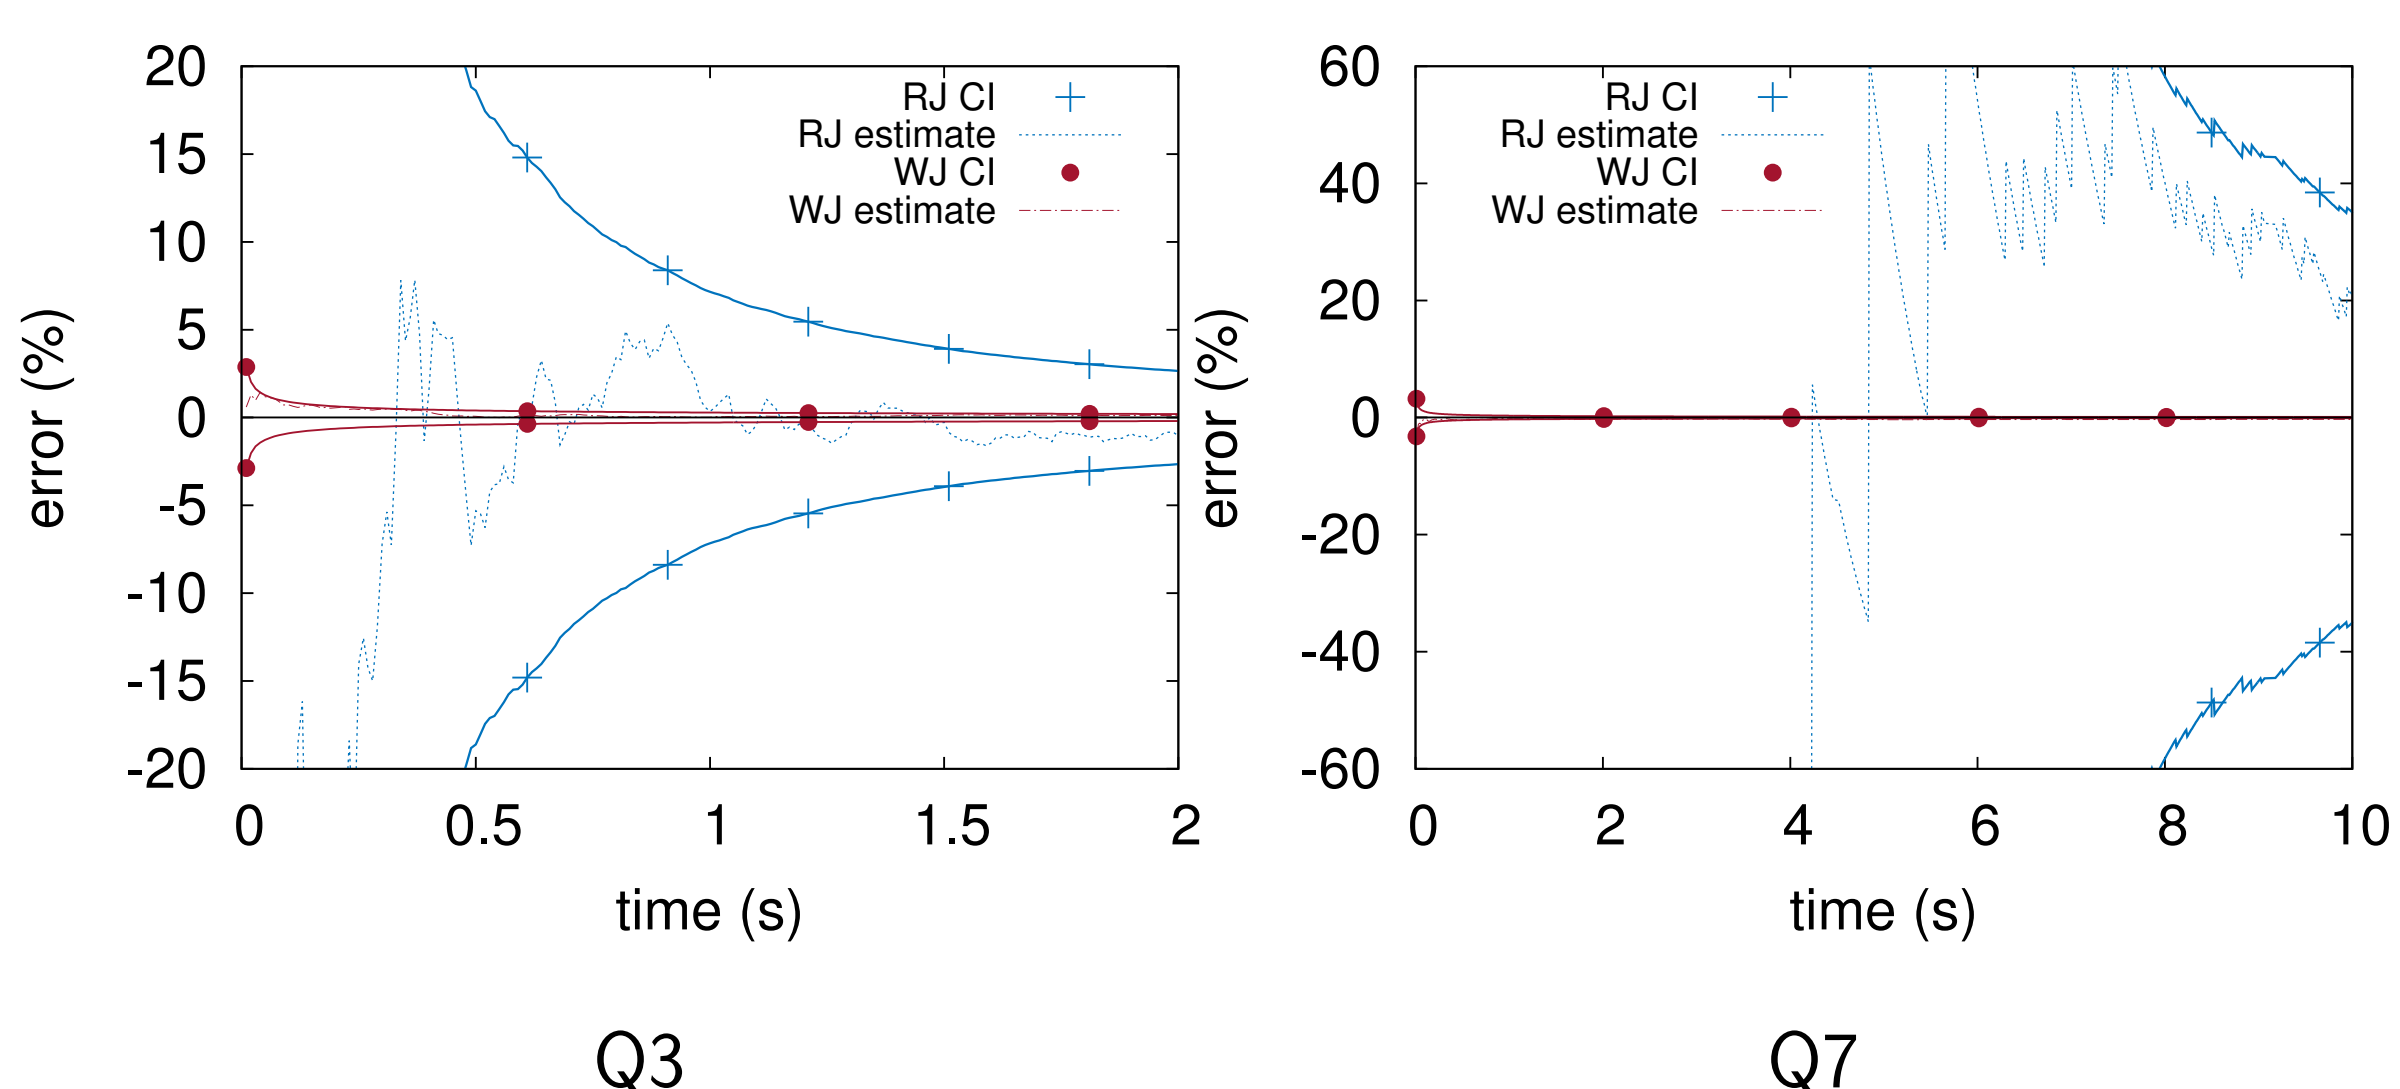 error (%)
20
15
10
5
0
-5
-10
-15
-20
RJ CI
RJ estimate
WJ CI
WJ estimate
0 0.5 1 1.5 2
time (s)
Q3
error (%)
60
40
20
0
-20
-40
-60
RJ CI
RJ estimate
WJ CI
WJ estimate
0 2 4 6 8 10
time (s)
Q7